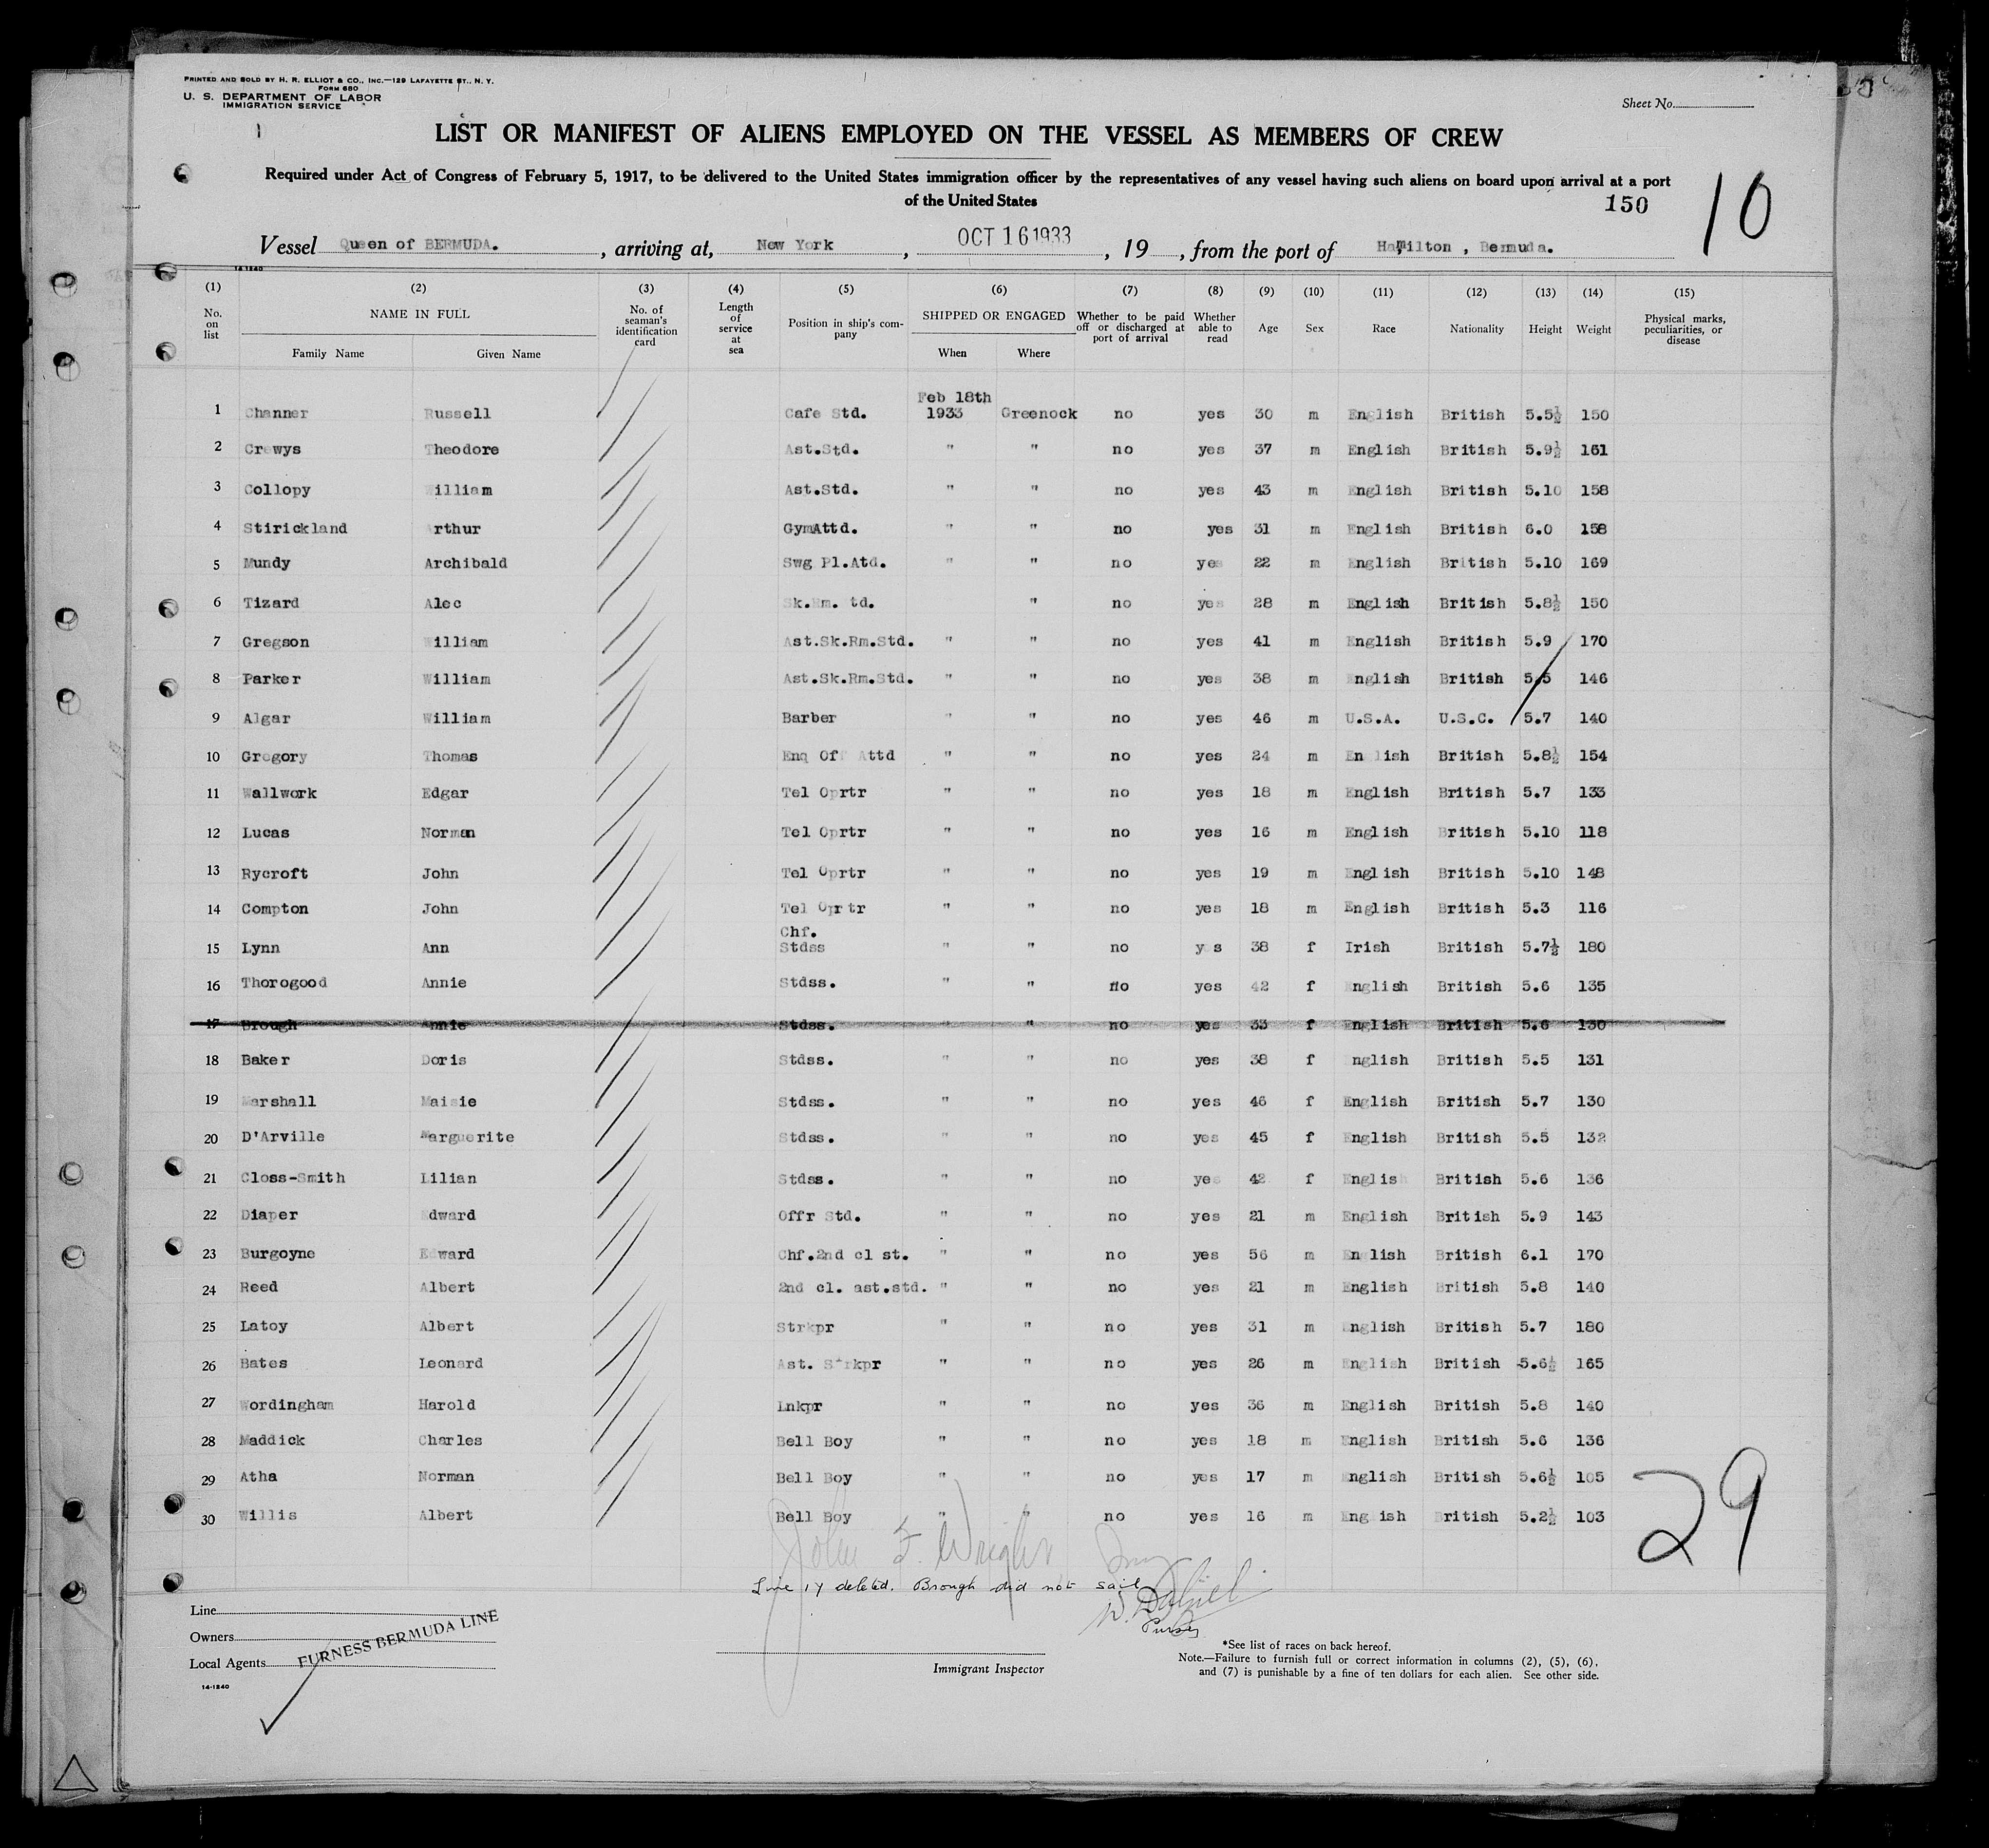 PRINTED AND SOLD BY H. R. ELLIOT & CO., INC.—129 LAFAYETTE ST., N. Y.
FORM 680
U. S. DEPARTMENT OF LABOR
IMMIGRATION SERVICE
Sheet No.
LIST OR MANIFEST OF ALIENS EMPLOYED ON THE VESSEL AS MEMBERS OF CREW
Required under Act of Congress of February 5, 1917, to be delivered to the United States immigration officer by the representatives of any vessel having such aliens on board upon arrival at a port
of the United States
150 10
Vessel Queen of BERMUDA. , arriving at, New York , OCT 16 1933 , 19 , from the port of Hamilton , Bermuda.
14-1240
(1) (2) (3) (4) (5) (6) (7) (8) (9) (10) (11) (12) (13) (14) (15)
No. on list NAME IN FULL Family Name Given Name No. of seaman's identification card Length of service at sea Position in ship's company SHIPPED OR ENGAGED When Where Whether to be paid off or discharged at port of arrival Whether able to read Age Sex Race Nationality Height Weight Physical marks, peculiarities, or disease
1 Channer Russell Cafe Std. Feb 18th 1933 Greenock no yes 30 m English British 5.5½ 150
2 Crewys Theodore Ast.Std. " " no yes 37 m English British 5.9½ 161
3 Collopy William Ast.Std. " " no yes 43 m English British 5.10 158
4 Stirickland Arthur GymAttd. " " no yes 31 m English British 6.0 158
5 Mundy Archibald Swg Pl.Atd. " " no yes 22 m English British 5.10 169
6 Tizard Alec Sk.Rm. td. " no yes 28 m English British 5.8½ 150
7 Gregson William Ast.Sk.Rm.Std. " " no yes 41 m English British 5.9 170
8 Parker William Ast.Sk.Rm.Std. " " no yes 38 m English British 5.5 146
9 Algar William Barber " " no yes 46 m U.S.A. U.S.C. 5.7 140
10 Gregory Thomas Enq Off Attd " " no yes 24 m English British 5.8½ 154
11 Wallwork Edgar Tel Oprtr " " no yes 18 m English British 5.7 133
12 Lucas Norman Tel Oprtr " " no yes 16 m English British 5.10 118
13 Rycroft John Tel Oprtr " " no yes 19 m English British 5.10 148
14 Compton John Tel Oprtr " " no yes 18 m English British 5.3 116
15 Lynn Ann Chf. Stdss " " no yes 38 f Irish British 5.7½ 180
16 Thorogood Annie Stdss. " " no yes 42 f English British 5.6 135
17 Brough Annie Stdss. " " no yes 33 f English British 5.6 130
18 Baker Doris Stdss. " " no yes 38 f English British 5.5 131
19 Marshall Maisie Stdss. " " no yes 46 f English British 5.7 130
20 D'Arville Marguerite Stdss. " " no yes 45 f English British 5.5 132
21 Closs-Smith Lilian Stdss. " " no yes 42 f English British 5.6 136
22 Diaper Edward Offr Std. " " no yes 21 m English British 5.9 143
23 Burgoyne Edward Chf.2nd cl st. " " no yes 56 m English British 6.1 170
24 Reed Albert 2nd cl. ast.std. " " no yes 21 m English British 5.8 140
25 Latoy Albert Strkpr " " no yes 31 m English British 5.7 180
26 Bates Leonard Ast. Strkpr " " no yes 26 m English British 5.6½ 165
27 Wordingham Harold Lnkpr " " no yes 36 m English British 5.8 140
28 Maddick Charles Bell Boy " " no yes 18 m English British 5.6 136
29 Atha Norman Bell Boy " " no yes 17 m English British 5.6½ 105
30 Willis Albert Bell Boy " " no yes 16 m English British 5.2½ 103
29
John F. Wright
Line 17 deleted. Brough did not sail
Purser
Line
Owners
Local Agents
FURNESS BERMUDA LINE
14-1240
Immigrant Inspector
*See list of races on back hereof.
Note.—Failure to furnish full or correct information in columns (2), (5), (6),
and (7) is punishable by a fine of ten dollars for each alien. See other side.